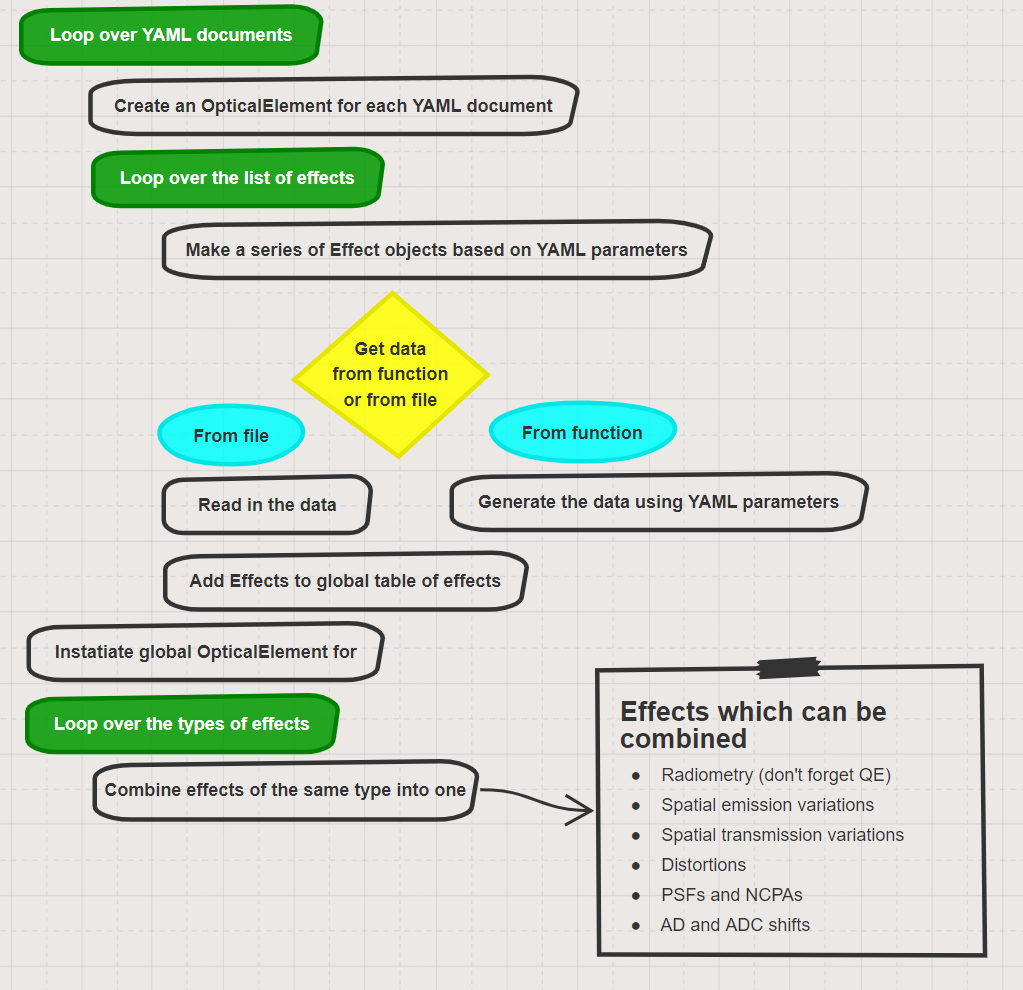 Loop over YAML documents
Create an OpticalElement for each YAML document
Loop over the list of effects
Make a series of Effect objects based on YAML parameters
Get data
from function
or from file
From file
From function
Read in the data
Generate the data using YAML parameters
Add Effects to global table of effects
Instatiate global OpticalElement for
Loop over the types of effects
Combine effects of the same type into one
Effects which can be
combined
● Radiometry (don't forget QE)
● Spatial emission variations
● Spatial transmission variations
● Distortions
● PSFs and NCPAs
● AD and ADC shifts